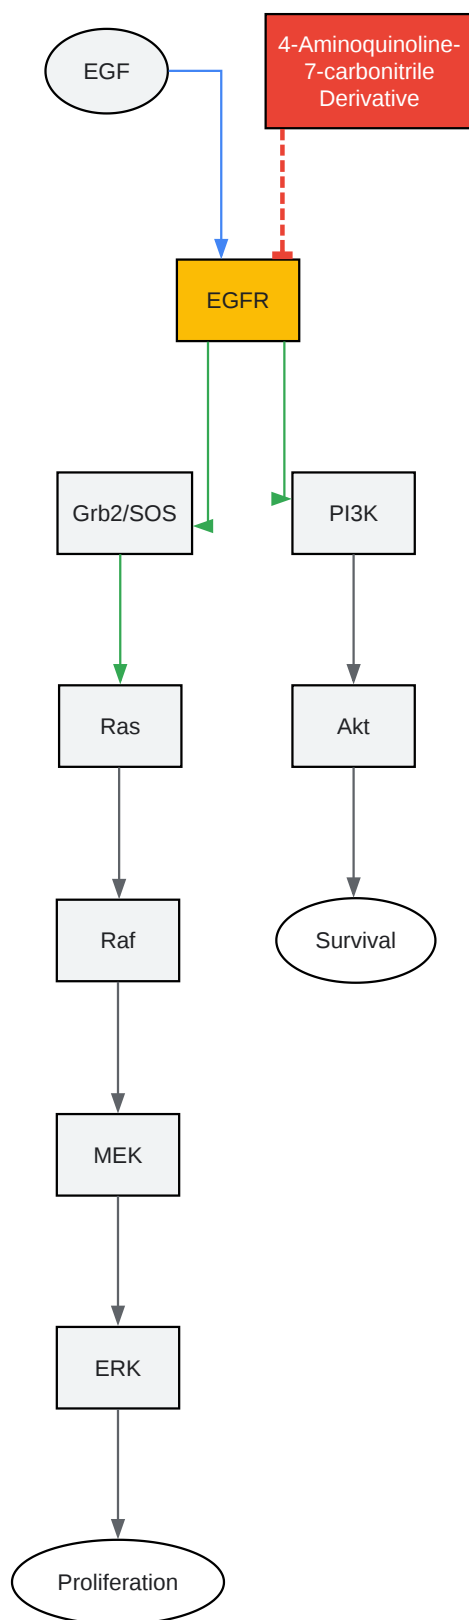 EGF
4-Aminoquinoline-
7-carbonitrile
Derivative
EGFR
Grb2/SOS
PI3K
Ras
Akt
Raf
Survival
MEK
ERK
Proliferation